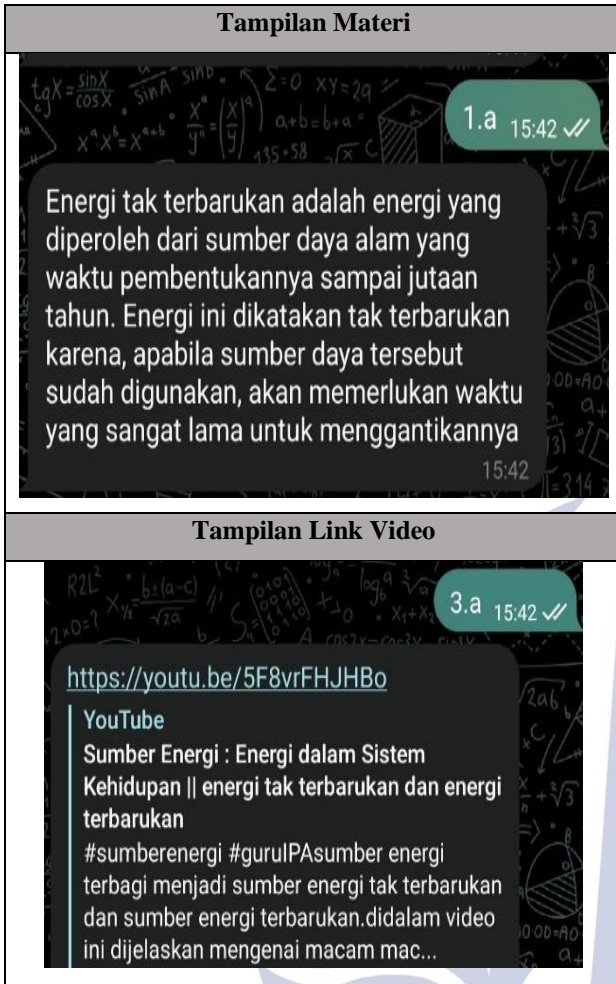 Tampilan Materi
1.a 15:42
Energi tak terbarukan adalah energi yang
diperoleh dari sumber daya alam yang
waktu pembentukannya sampai jutaan
tahun. Energi ini dikatakan tak terbarukan
karena, apabila sumber daya tersebut
sudah digunakan, akan memerlukan waktu
yang sangat lama untuk menggantikannya
15:42
Tampilan Link Video
3.a 15:42
https://youtu.be/5F8vrFHJHBo
YouTube
Sumber Energi : Energi dalam Sistem
Kehidupan || energi tak terbarukan dan energi
terbarukan
#sumberenergi #guruIPAsumber energi
terbagi menjadi sumber energi tak terbarukan
dan sumber energi terbarukan.didalam video
ini dijelaskan mengenai macam mac...